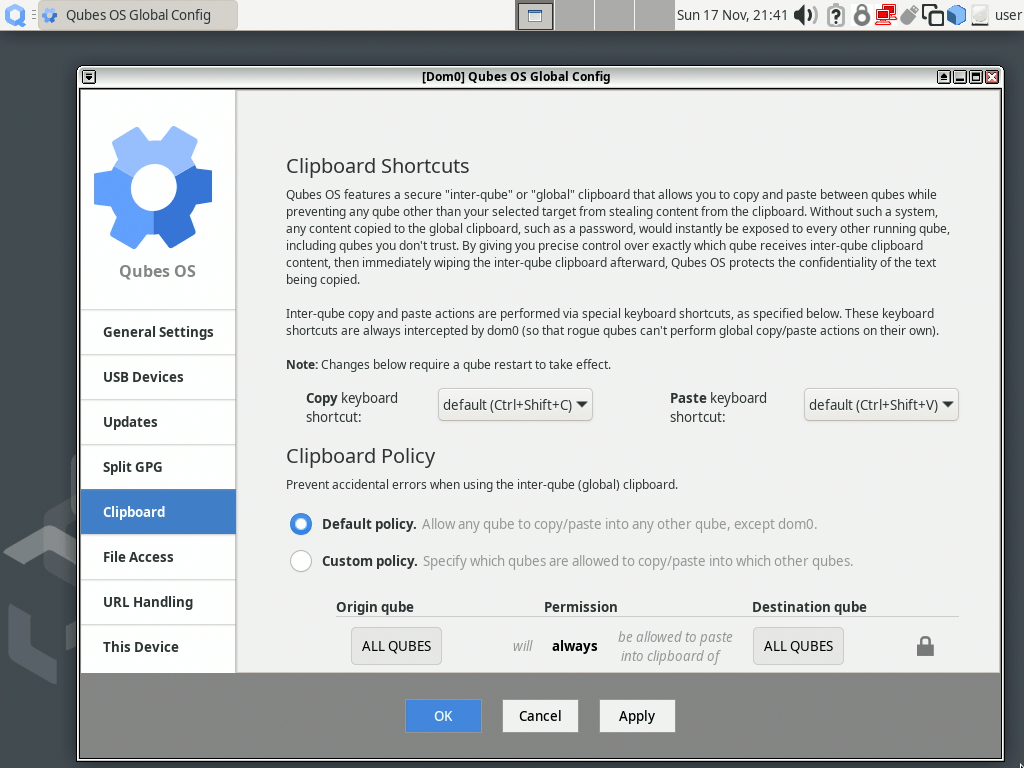 Qubes OS Global Config
Sun 17 Nov, 21:41
user
[Dom0] Qubes OS Global Config
Qubes OS
General Settings
USB Devices
Updates
Split GPG
Clipboard
File Access
URL Handling
This Device
Clipboard Shortcuts
Qubes OS features a secure "inter-qube" or "global" clipboard that allows you to copy and paste between qubes while
preventing any qube other than your selected target from stealing content from the clipboard. Without such a system,
any content copied to the global clipboard, such as a password, would instantly be exposed to every other running qube,
including qubes you don't trust. By giving you precise control over exactly which qube receives inter-qube clipboard
content, then immediately wiping the inter-qube clipboard afterward, Qubes OS protects the confidentiality of the text
being copied.
Inter-qube copy and paste actions are performed via special keyboard shortcuts, as specified below. These keyboard
shortcuts are always intercepted by dom0 (so that rogue qubes can't perform global copy/paste actions on their own).
Note: Changes below require a qube restart to take effect.
Copy keyboard
shortcut:
default (Ctrl+Shift+C)
Paste keyboard
shortcut:
default (Ctrl+Shift+V)
Clipboard Policy
Prevent accidental errors when using the inter-qube (global) clipboard.
Default policy. Allow any qube to copy/paste into any other qube, except dom0.
Custom policy. Specify which qubes are allowed to copy/paste into which other qubes.
Origin qube Permission Destination qube
ALL QUBES will always be allowed to paste
into clipboard of ALL QUBES
OK Cancel Apply